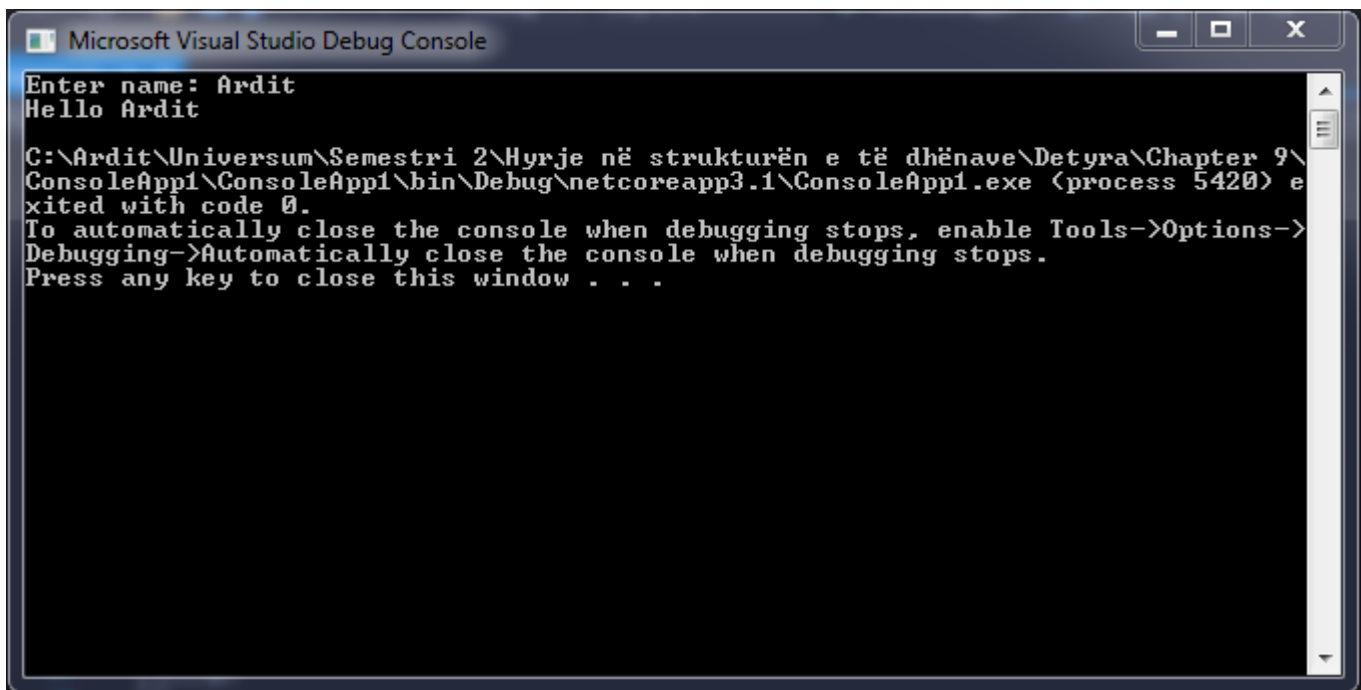 Microsoft Visual Studio Debug Console
Enter name: Ardit
Hello Ardit
C:\Ardit\Universum\Semestri 2\Hyrje në strukturën e të dhënave\Detyra\Chapter 9\
ConsoleApp1\ConsoleApp1\bin\Debug\netcoreapp3.1\ConsoleApp1.exe (process 5420) e
xited with code 0.
To automatically close the console when debugging stops, enable Tools->Options->
Debugging->Automatically close the console when debugging stops.
Press any key to close this window . . .